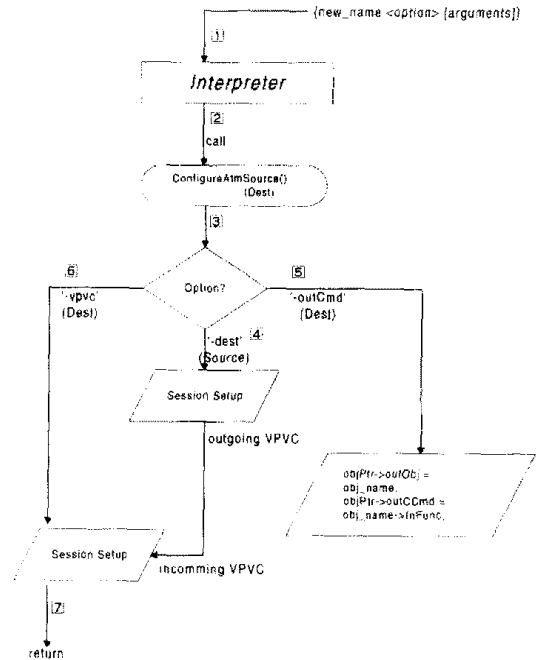 {new_name <option> [arguments]}
1
Interpreter
2
call
ConfigureAtmSource()
(Dest)
3
6
Option?
5
'-vpvc'
(Dest)
'-outCmd'
(Dest)
'-dest'
4
(Source)
Session Setup
outgoing VPVC
objPtr->outObj =
obj_name,
objPtr->outCCmd =
obj_name->InFunc,
Session Setup
incomming VPVC
7
return